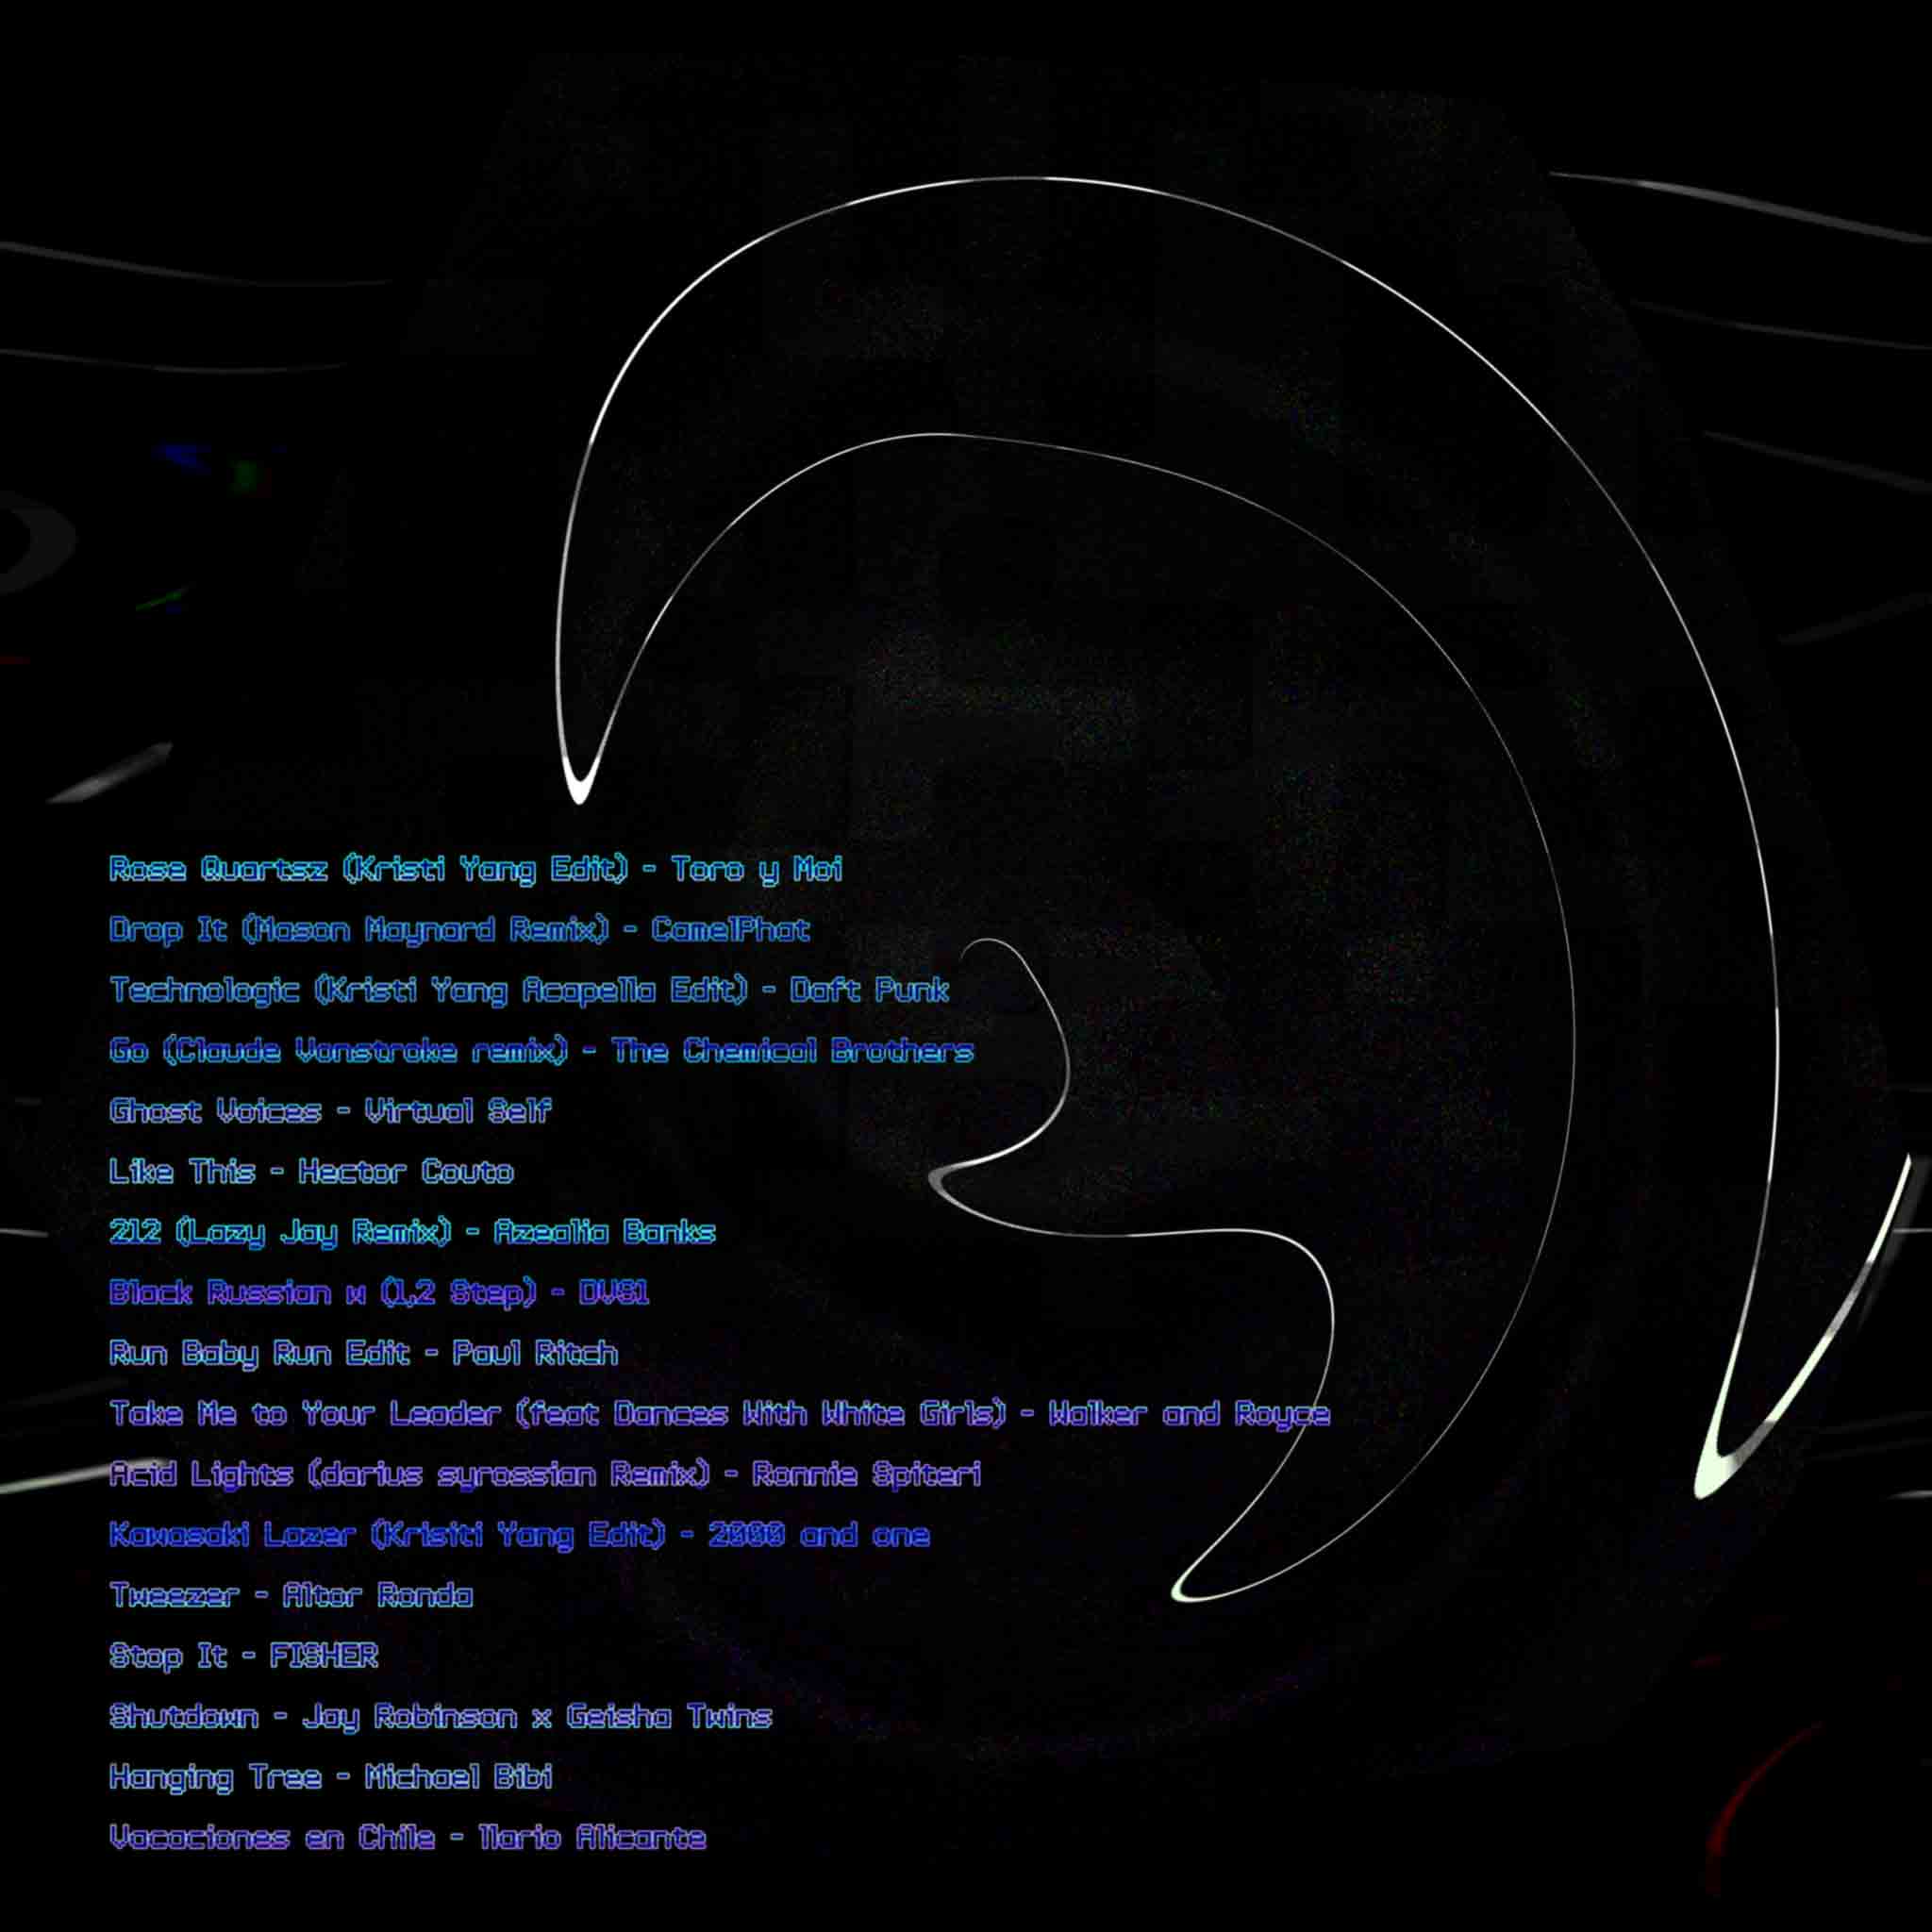 Rose Quartsz (Kristi Yang Edit) - Toro y Moi
Drop It (Mason Maynard Remix) - CamelPhat
Technologic (Kristi Yang Acapella Edit) - Daft Punk
Go (Claude Vonstroke remix) - The Chemical Brothers
Ghost Voices - Virtual Self
Like This - Hector Couto
212 (Lazy Jay Remix) - Azealia Banks
Black Russian w (1,2 Step) - DVS1
Run Baby Run Edit - Paul Ritch
Take Me to Your Leader (feat Dances With White Girls) - Walker and Royce
Acid Lights (darius syrossian Remix) - Ronnie Spiteri
Kawasaki Lazer (Krisiti Yang Edit) - 2000 and one
Tweezer - Altor Ronda
Stop It - FISHER
Shutdown - Jay Robinson x Geisha Twins
Hanging Tree - Michael Bibi
Vacaciones en Chile - Ilario Alicante